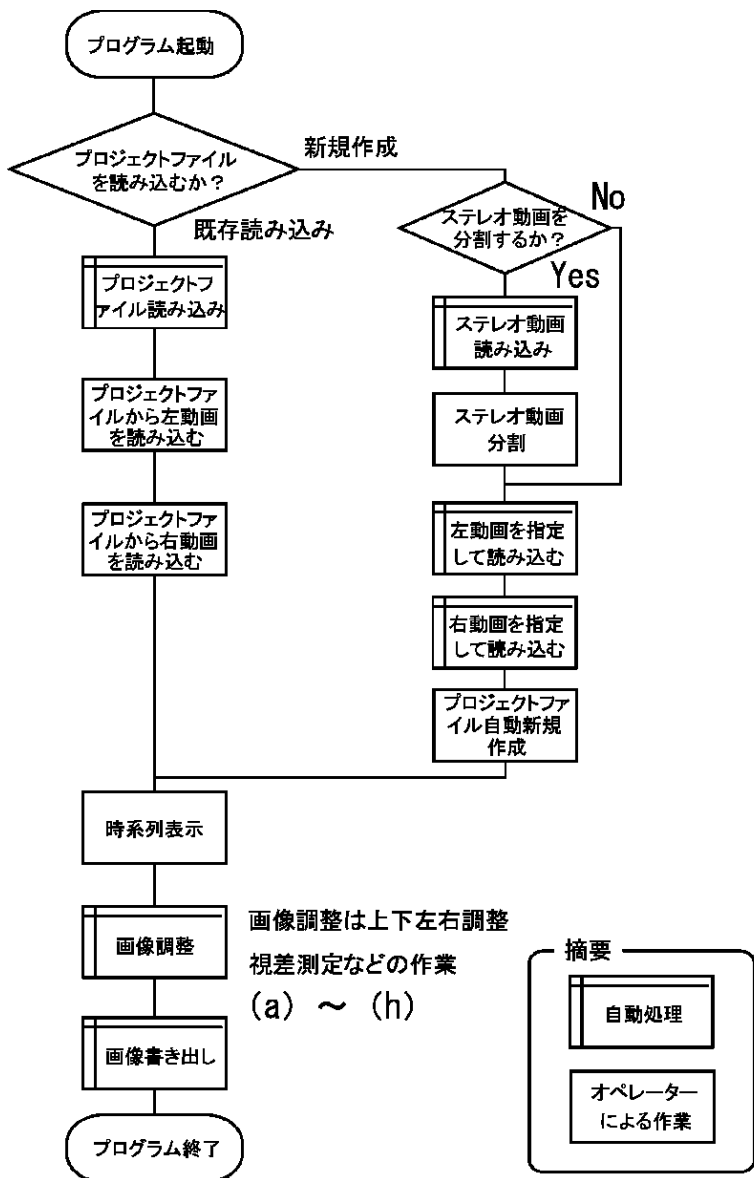 プログラム起動
プロジェクトファイル
を読み込むか？
新規作成
既存読み込み
ステレオ動画を
分割するか？
No
Yes
プロジェクトフ
ァイル読み込み
プロジェクトファ
イルから左動画
を読み込む
プロジェクトファ
イルから右動画
を読み込む
ステレオ動画
読み込み
ステレオ動画
分割
左動画を指定
して読み込む
右動画を指定
して読み込む
プロジェクトファ
イル自動新規
作成
時系列表示
画像調整
画像調整は上下左右調整
視差測定などの作業
(a) ～ (h)
画像書き出し
プログラム終了
摘要
自動処理
オペレーター
による作業